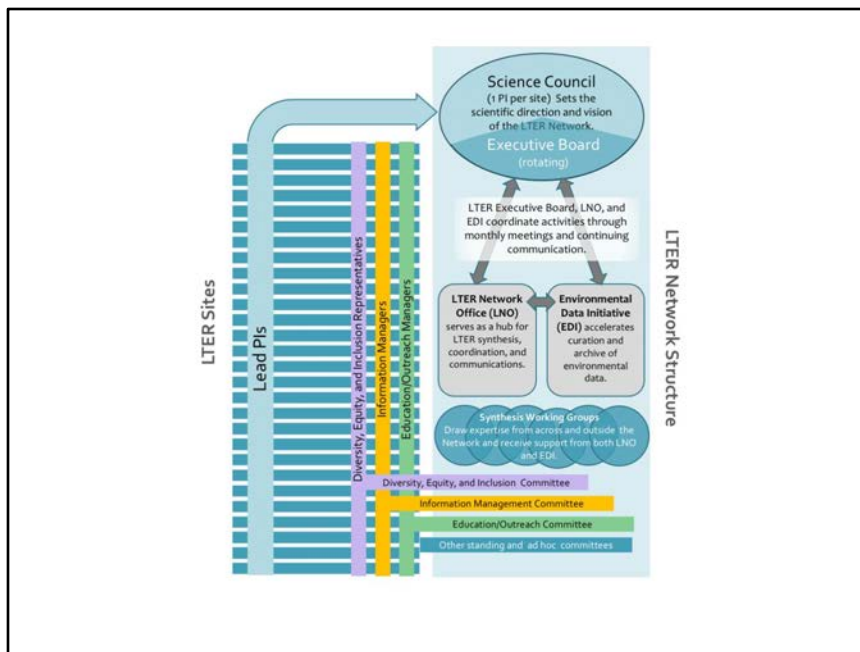 Science Council
(1 PI per site) Sets the
scientific direction and vision
of the LTER Network.
Executive Board
(rotating)
LTER Executive Board, LNO, and
EDI coordinate activities through
monthly meetings and continuing
communication.
LTER Network
Office (LNO)
serves as a hub for
LTER synthesis,
coordination, and
communications.
Environmental
Data Initiative
(EDI) accelerates
curation and
archive of
environmental
data.
Synthesis Working Groups
Draw expertise from across and outside the
Network and receive support from both LNO
and EDI.
Diversity, Equity, and Inclusion Committee
Information Management Committee
Education/Outreach Committee
Other standing and ad hoc committees
LTER Sites
Lead PIs
Diversity, Equity, and Inclusion Representatives
Information Managers
Education/Outreach Managers
LTER Network Structure